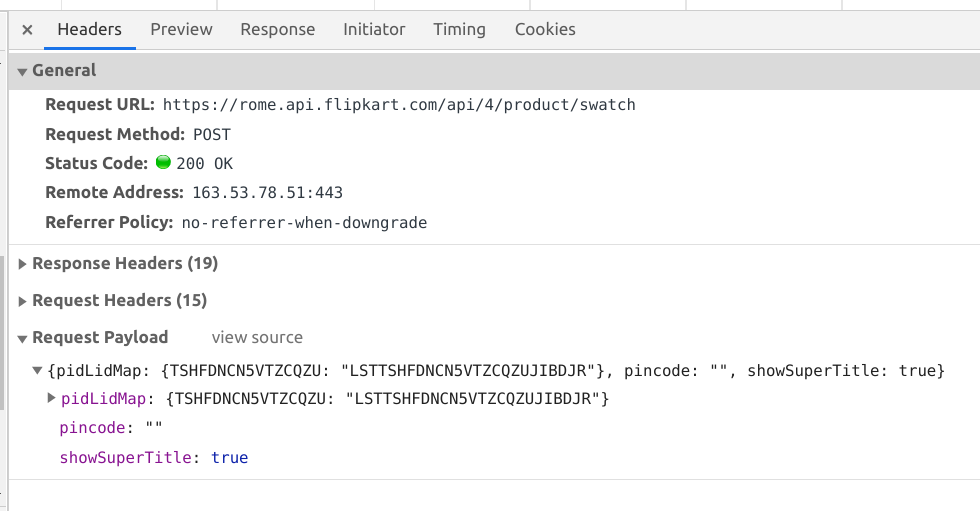 × Headers Preview Response Initiator Timing Cookies
General
Request URL: https://rome.api.flipkart.com/api/4/product/swatch
Request Method: POST
Status Code: 200 OK
Remote Address: 163.53.78.51:443
Referrer Policy: no-referrer-when-downgrade
Response Headers (19)
Request Headers (15)
Request Payload view source
{pidLidMap: {TSHFDNCN5VTZCQZU: "LSTTSHFDNCN5VTZCQZUJIBDJR"}, pincode: "", showSuperTitle: true}
pidLidMap: {TSHFDNCN5VTZCQZU: "LSTTSHFDNCN5VTZCQZUJIBDJR"}
pincode: ""
showSuperTitle: true